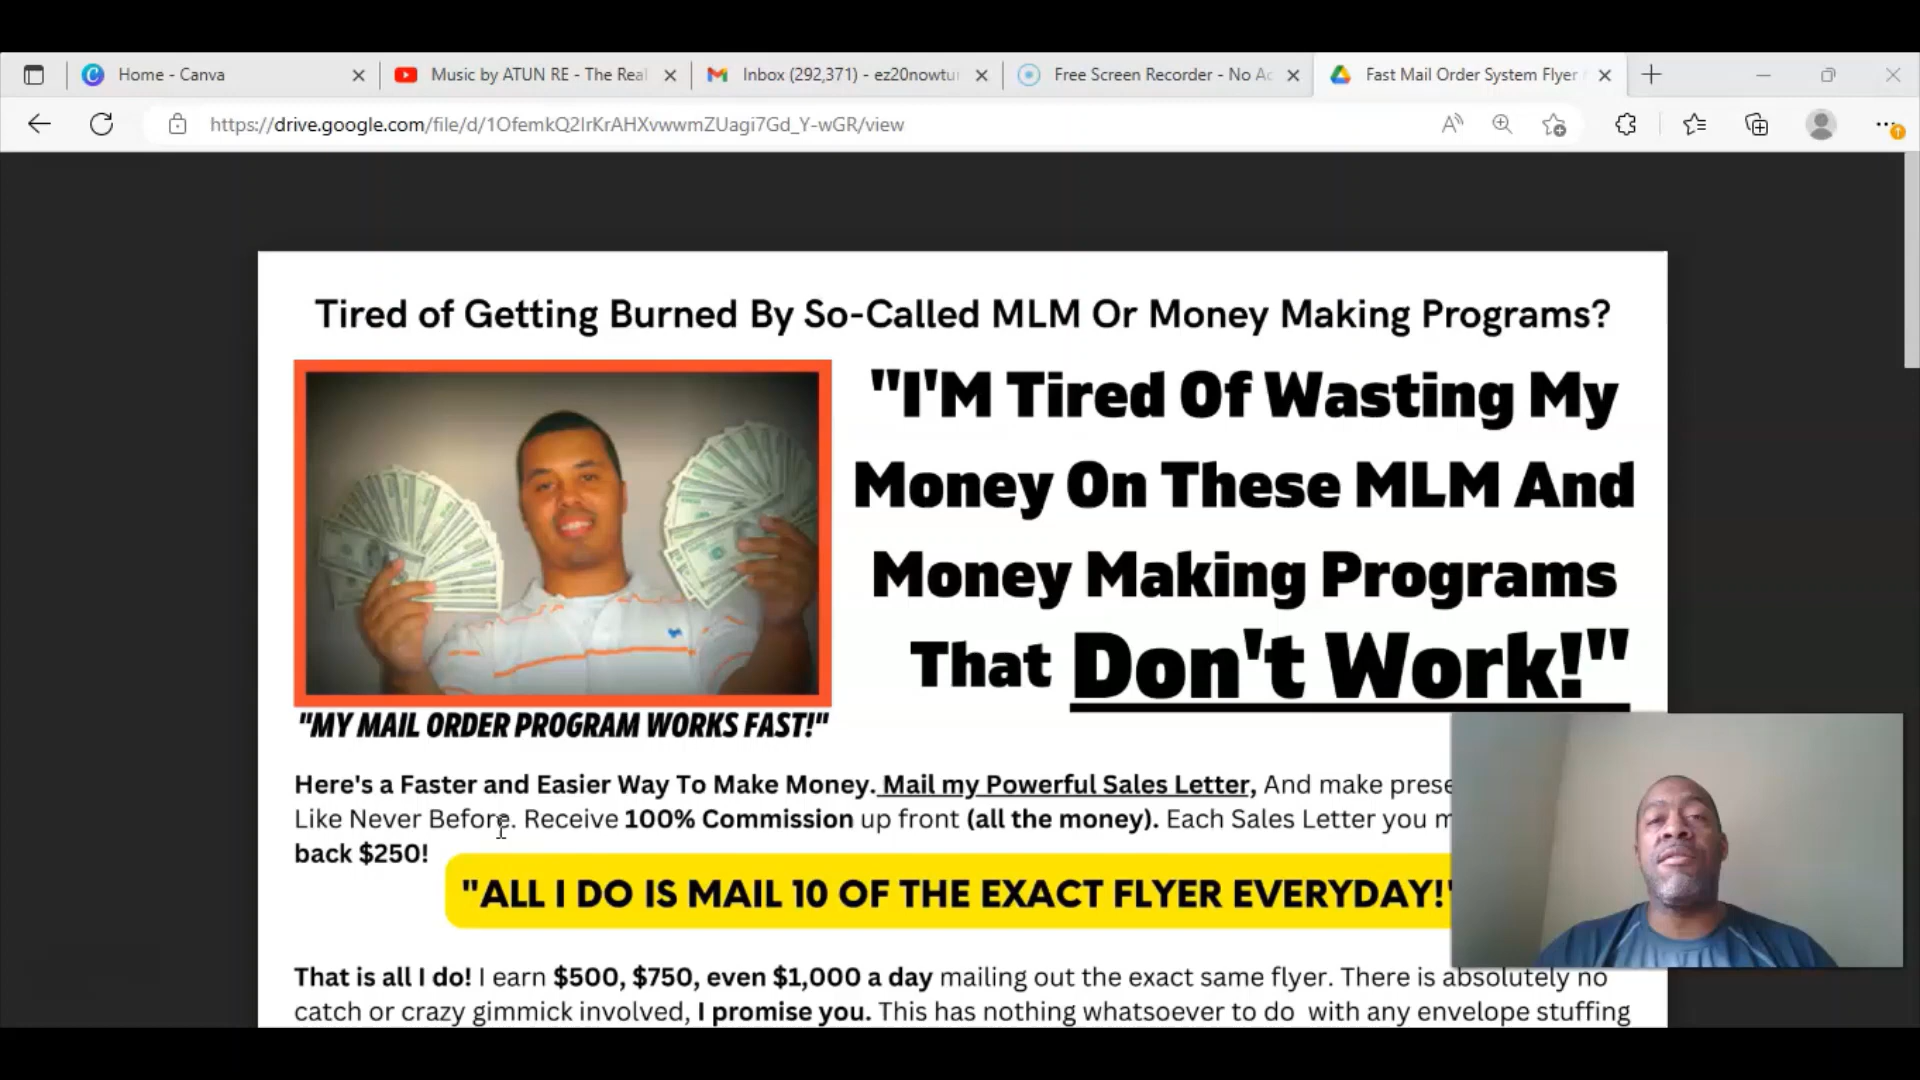 Home - Canva
Music by ATUN RE - The Real
Inbox (292,371) - ez20nowtur
Free Screen Recorder - No Ac
Fast Mail Order System Flyer
https://drive.google.com/file/d/1OfemkQ2lrKrAHXvwwmZUagi7Gd_Y-wGR/view
Tired of Getting Burned By So-Called MLM Or Money Making Programs?
"I'M Tired Of Wasting My
Money On These MLM And
Money Making Programs
That Don't Work!"
"MY MAIL ORDER PROGRAM WORKS FAST!"
Here's a Faster and Easier Way To Make Money. Mail my Powerful Sales Letter, And make prese
Like Never Before. Receive 100% Commission up front (all the money). Each Sales Letter you m
back $250!
"ALL I DO IS MAIL 10 OF THE EXACT FLYER EVERYDAY!"
That is all I do! I earn $500, $750, even $1,000 a day mailing out the exact same flyer. There is absolutely no
catch or crazy gimmick involved, I promise you. This has nothing whatsoever to do with any envelope stuffing